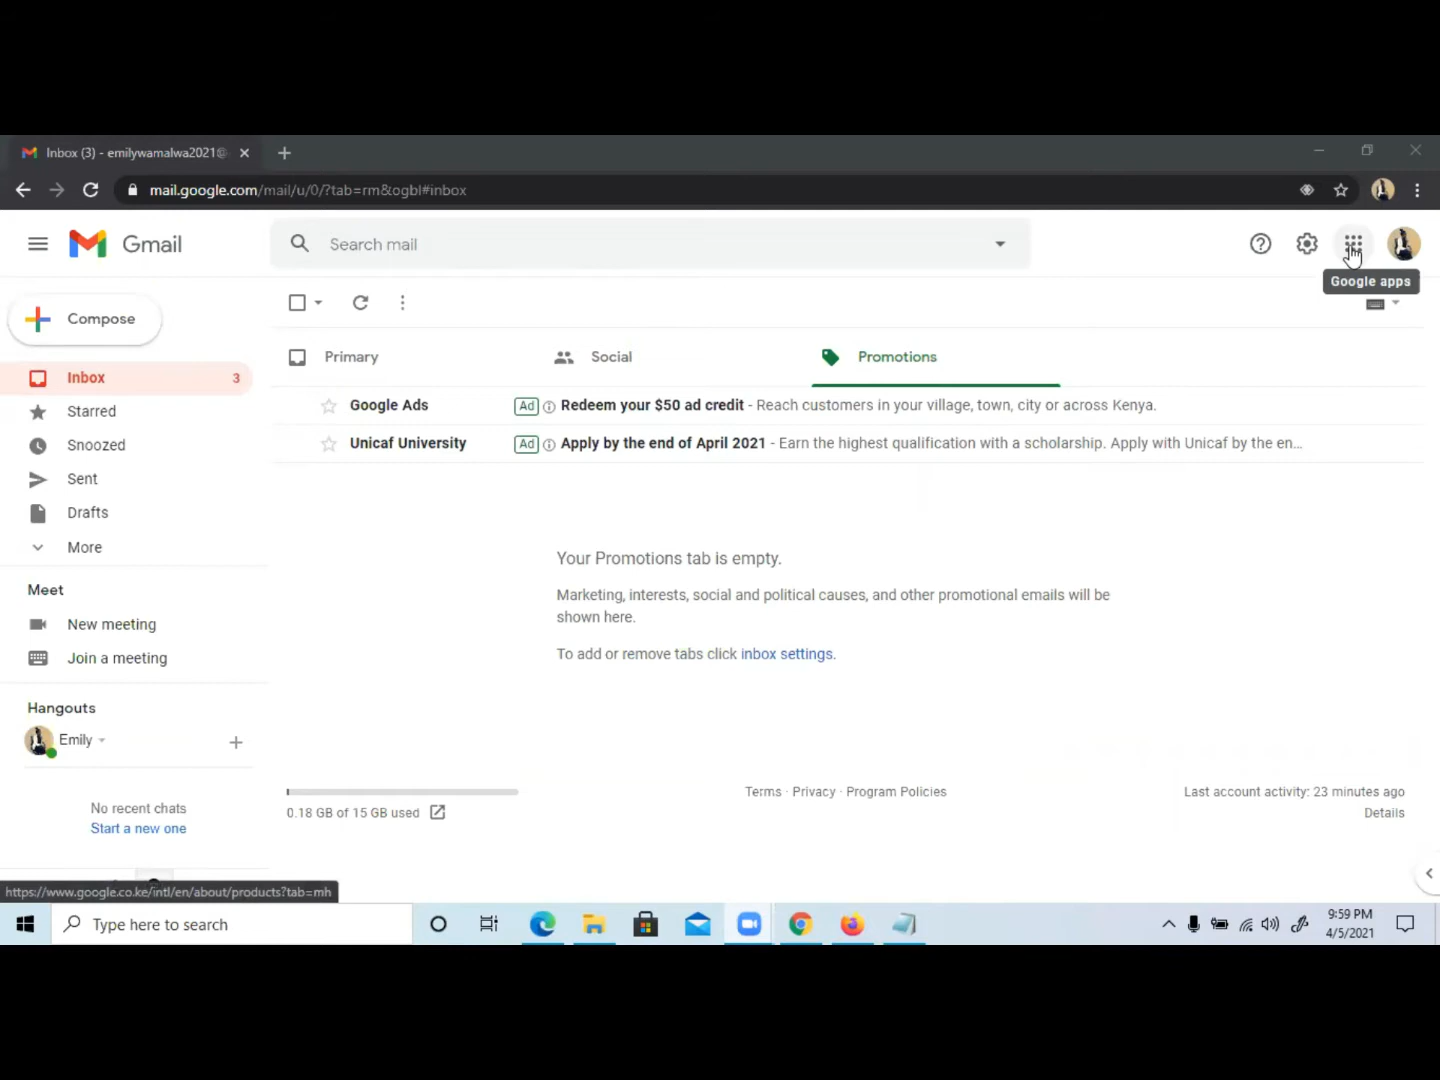 Inbox (3) - emilywamalwa2021@
mail.google.com/mail/u/0/?tab=rm&ogbl#inbox
Gmail
Search mail
Google apps
Compose
Primary
Social
Promotions
Inbox 3
Google Ads Ad Redeem your $50 ad credit - Reach customers in your village, town, city or across Kenya.
Starred
Unicaf University Ad Apply by the end of April 2021 - Earn the highest qualification with a scholarship. Apply with Unicaf by the en...
Snoozed
Sent
Drafts
More
Your Promotions tab is empty.
Marketing, interests, social and political causes, and other promotional emails will be
shown here.
To add or remove tabs click inbox settings.
Meet
New meeting
Join a meeting
Hangouts
Emily
No recent chats
Start a new one
0.18 GB of 15 GB used
Terms · Privacy · Program Policies
Last account activity: 23 minutes ago
Details
https://www.google.co.ke/intl/en/about/products?tab=mh
Type here to search
9:59 PM
4/5/2021